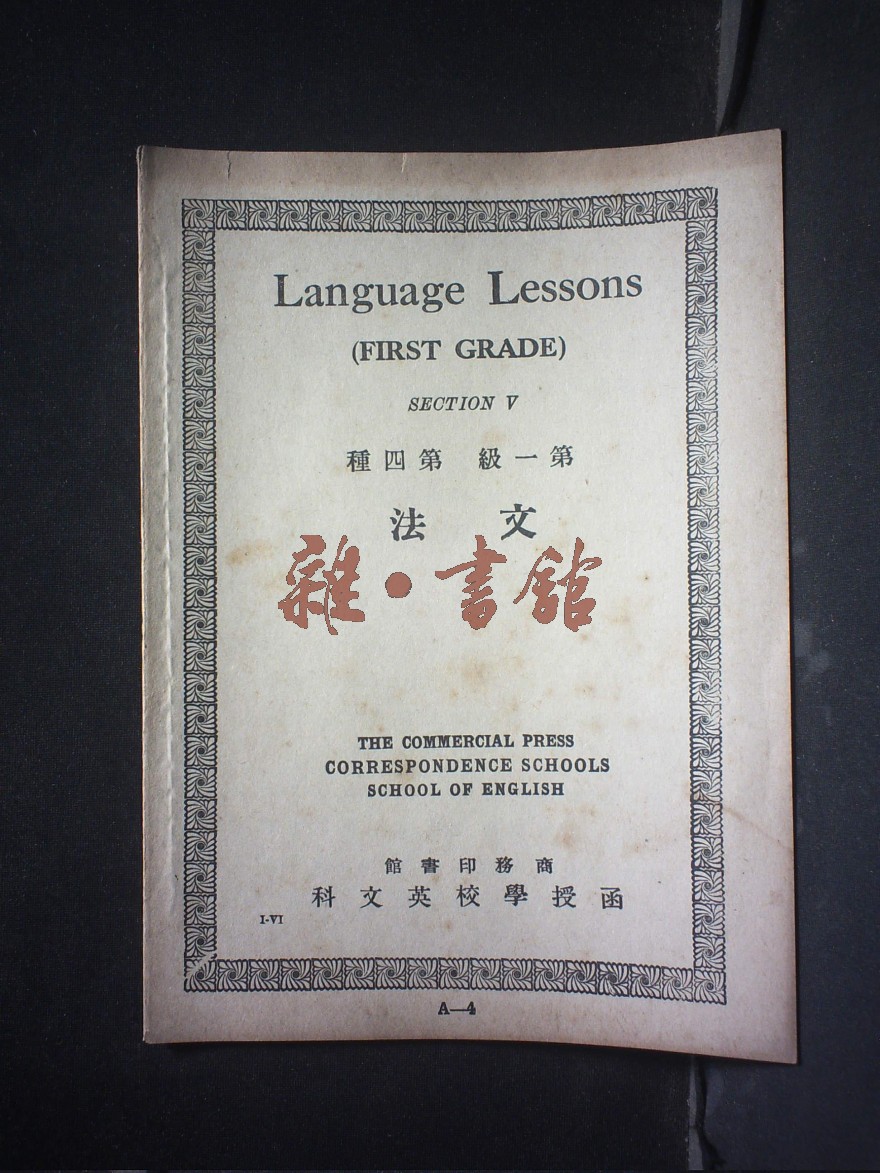 Language Lessons
(FIRST GRADE)
SECTION V
第一級 第四種
文法
雜·書館
THE COMMERCIAL PRESS
CORRESPONDENCE SCHOOLS
SCHOOL OF ENGLISH
商務印書館
函授學校英文科
I-VI
A—4